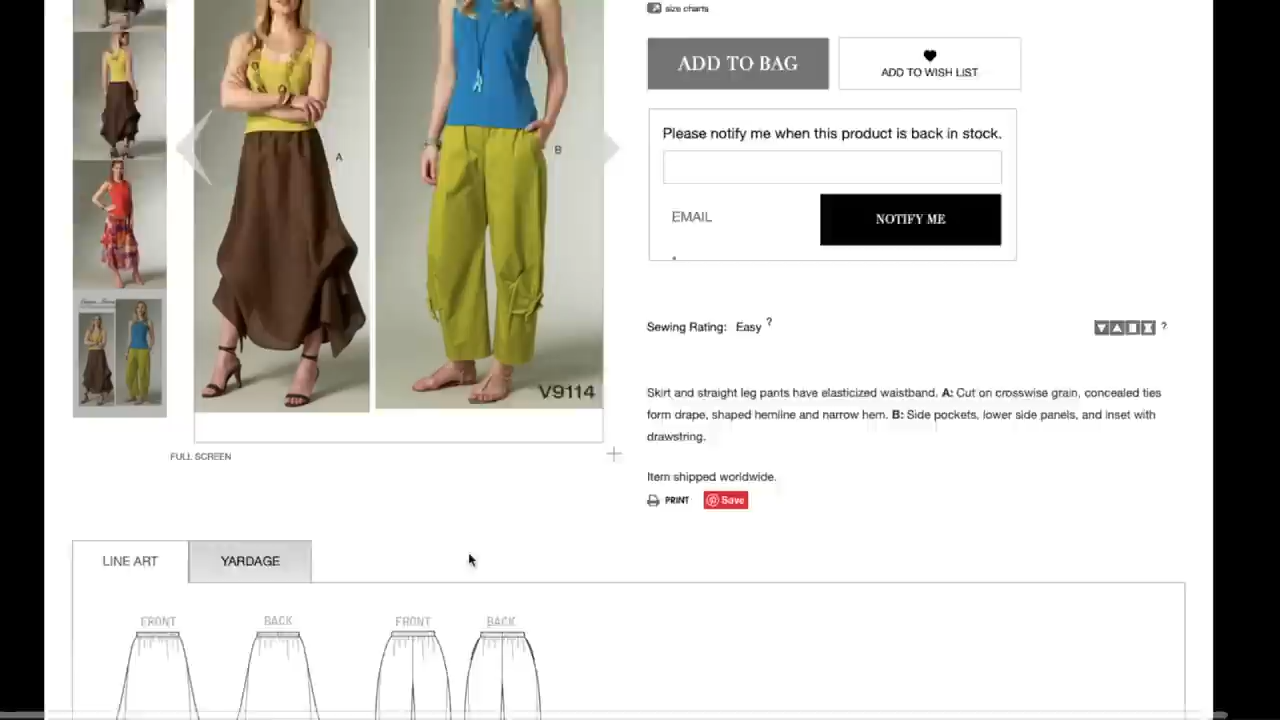 size charts
ADD TO BAG
ADD TO WISH LIST
Please notify me when this product is back in stock.
EMAIL
NOTIFY ME
A
B
V9114
Sewing Rating: Easy ?
?
Skirt and straight leg pants have elasticized waistband. A: Cut on crosswise grain, concealed ties
form drape, shaped hemline and narrow hem. B: Side pockets, lower side panels, and inset with
drawstring.
FULL SCREEN
Item shipped worldwide.
PRINT
Save
LINE ART
YARDAGE
FRONT
BACK
FRONT
BACK